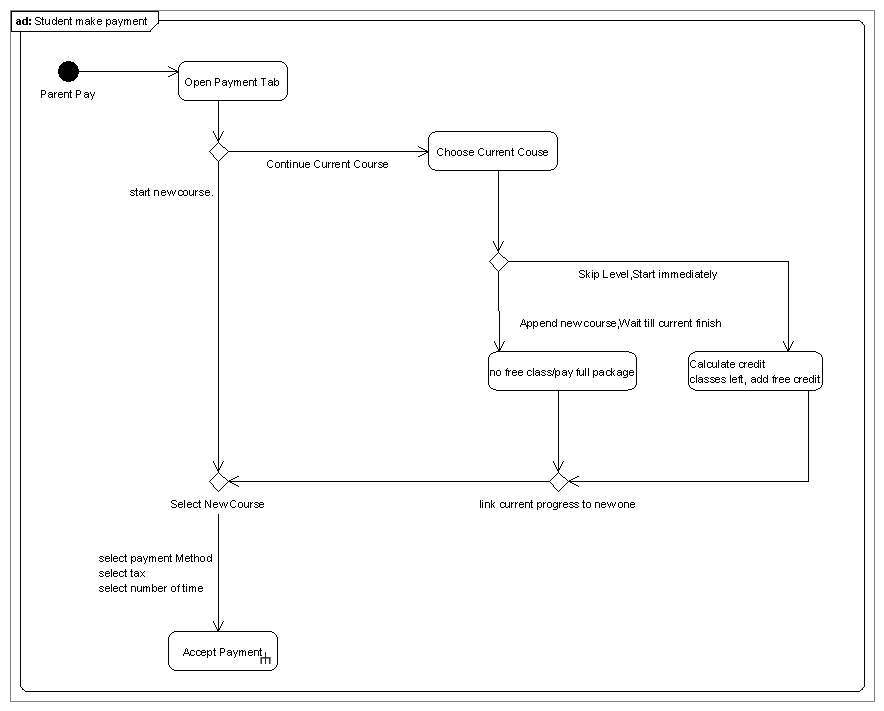 ad: Student make payment
Open Payment Tab
Parent Pay
Choose Current Couse
Continue Current Course
start new course.
Skip Level,Start immediately
Append new course,Wait till current finish
no free class/pay full package
Calculate credit
classes left, add free credit
Select New Course
link current progress to new one
select payment Method
select tax
select number of time
Accept Payment